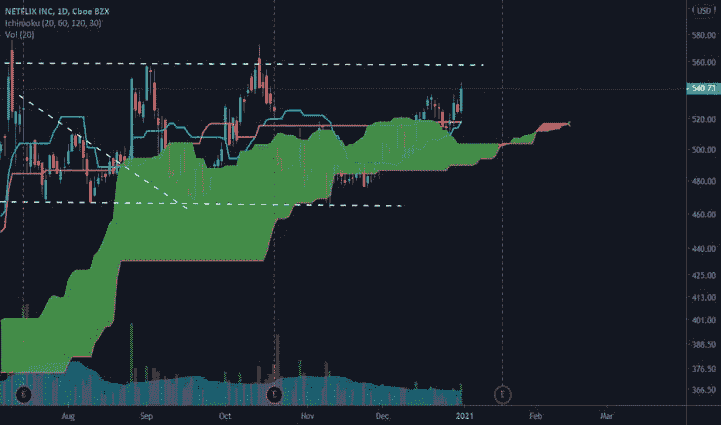 NETFLIX INC, 1D, Cboe BZX
Ichimoku (20, 60, 120, 30)
Vol (20)
USD
580.00
560.00
540.73
520.00
500.00
480.00
460.00
440.00
425.00
413.00
401.00
388.50
376.50
366.50
E
E
E
Aug
Sep
Oct
Nov
Dec
2021
Feb
Mar